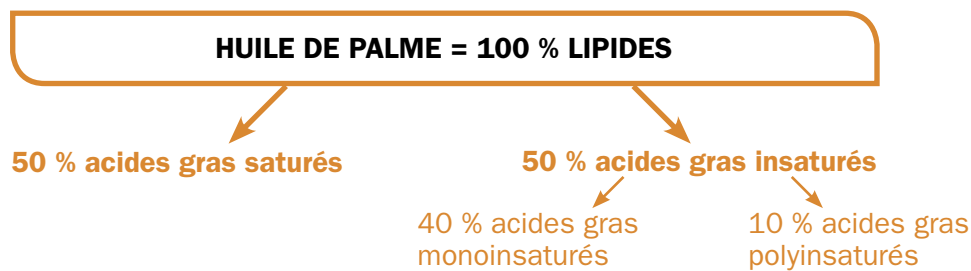 HUILE DE PALME = 100 % LIPIDES
50 % acides gras saturés
50 % acides gras insaturés
40 % acides gras
monoinsaturés
10 % acides gras
polyinsaturés